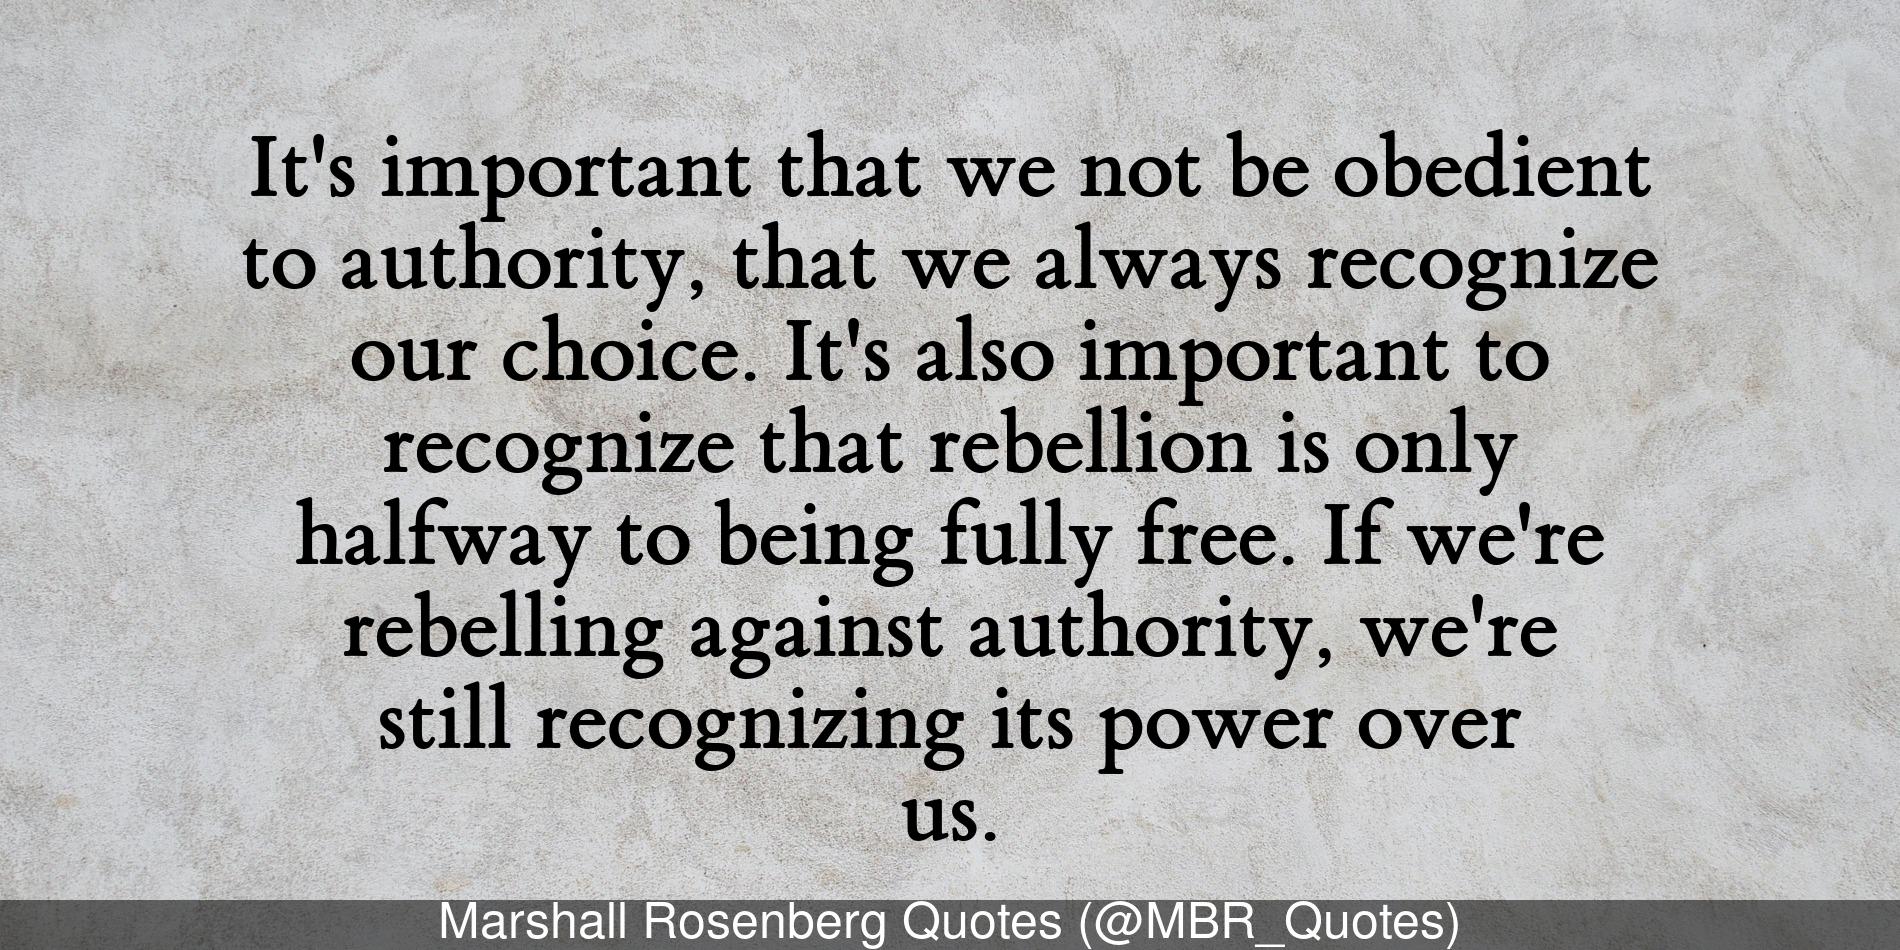 It's important that we not be obedient
to authority, that we always recognize
our choice. It's also important to
recognize that rebellion is only
halfway to being fully free. If we're
rebelling against authority, we're
still recognizing its power over
us.
Marshall Rosenberg Quotes (@MBR_Quotes)